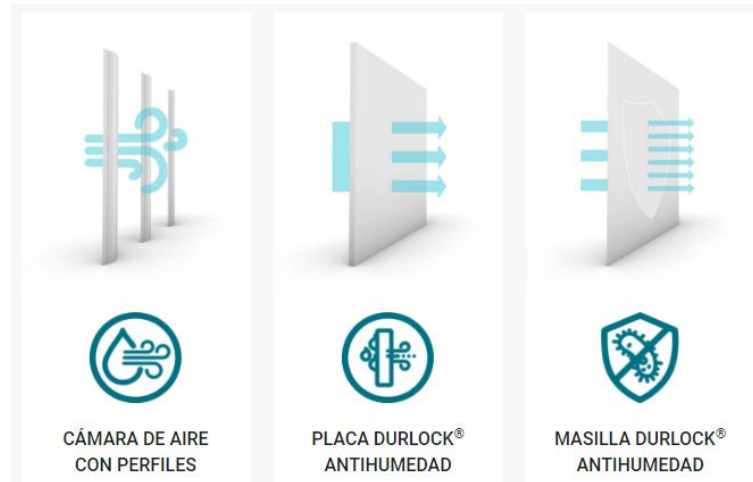 CÁMARA DE AIRE
CON PERFILES
PLACA DURLOCK®
ANTIHUMEDAD
MASILLA DURLOCK®
ANTIHUMEDAD